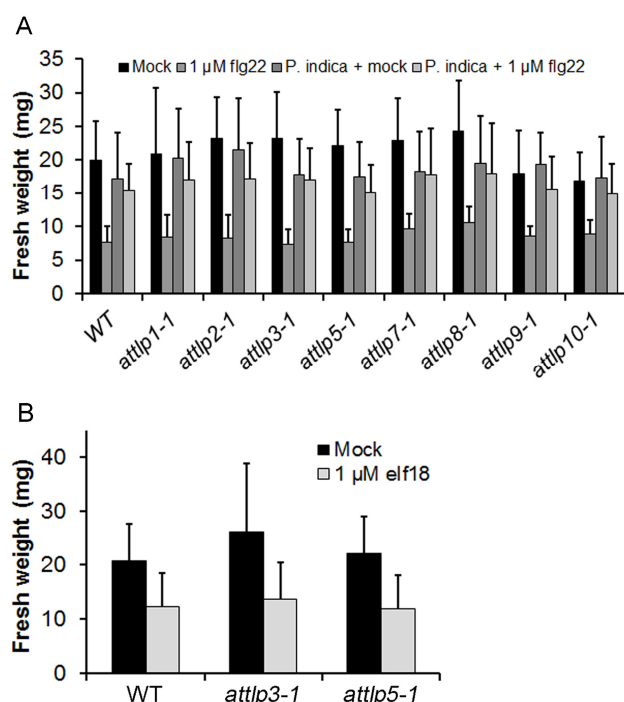 A
Mock 1 µM flg22 P. indica + mock P. indica + 1 µM flg22
Fresh weight (mg)
35
30
25
20
15
10
5
0
WT
attlp1-1
attlp2-1
attlp3-1
attlp5-1
attlp7-1
attlp8-1
attlp9-1
attlp10-1
B
Mock
1 µM elf18
Fresh weight (mg)
40
30
20
10
0
WT attlp3-1 attlp5-1